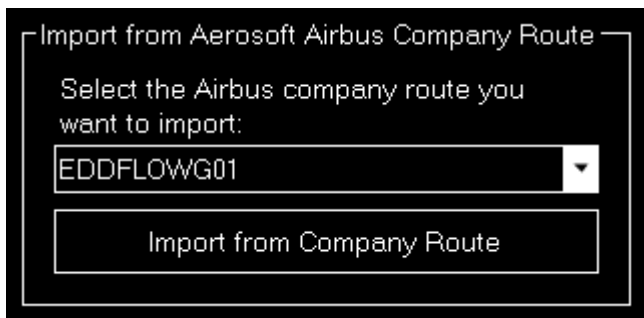 Import from Aerosoft Airbus Company Route
Select the Airbus company route you
want to import:
EDDFLOWG01
Import from Company Route